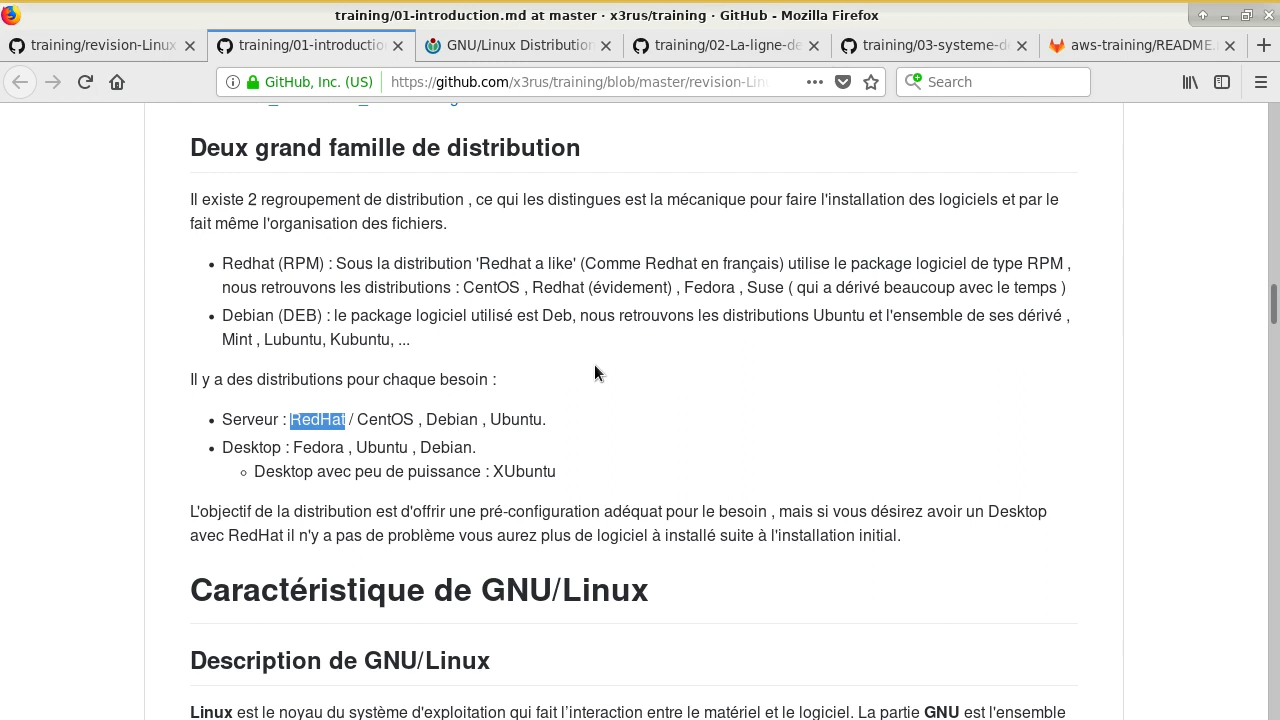 training/01-introduction.md at master · x3rus/training · GitHub - Mozilla Firefox
training/revision-Linux
training/01-introductio
GNU/Linux Distribution
training/02-La-ligne-de
training/03-systeme-d
aws-training/README.
GitHub, Inc. (US)
https://github.com/x3rus/training/blob/master/revision-Lin
Search
Deux grand famille de distribution
Il existe 2 regroupement de distribution , ce qui les distingues est la mécanique pour faire l'installation des logiciels et par le
fait même l'organisation des fichiers.
• Redhat (RPM) : Sous la distribution 'Redhat a like' (Comme Redhat en français) utilise le package logiciel de type RPM ,
nous retrouvons les distributions : CentOS , Redhat (évidement) , Fedora , Suse ( qui a dérivé beaucoup avec le temps )
• Debian (DEB) : le package logiciel utilisé est Deb, nous retrouvons les distributions Ubuntu et l'ensemble de ses dérivé ,
Mint , Lubuntu, Kubuntu, ...
Il y a des distributions pour chaque besoin :
• Serveur : RedHat / CentOS , Debian , Ubuntu.
• Desktop : Fedora , Ubuntu , Debian.
◦ Desktop avec peu de puissance : XUbuntu
L'objectif de la distribution est d'offrir une pré-configuration adéquat pour le besoin , mais si vous désirez avoir un Desktop
avec RedHat il n'y a pas de problème vous aurez plus de logiciel à installé suite à l'installation initial.
Caractéristique de GNU/Linux
Description de GNU/Linux
Linux est le noyau du système d'exploitation qui fait l'interaction entre le matériel et le logiciel. La partie GNU est l'ensemble